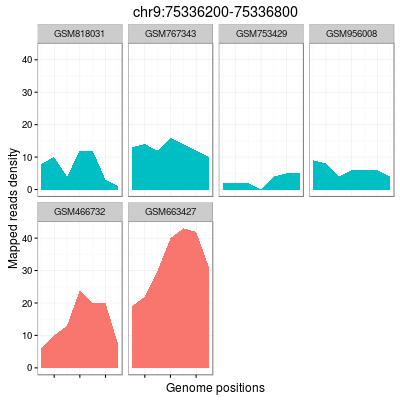 chr9:75336200-75336800
GSM818031 GSM767343 GSM753429 GSM956008
40
30
20
10
0
GSM466732 GSM663427
40
30
20
10
0
Mapped reads density
Genome positions